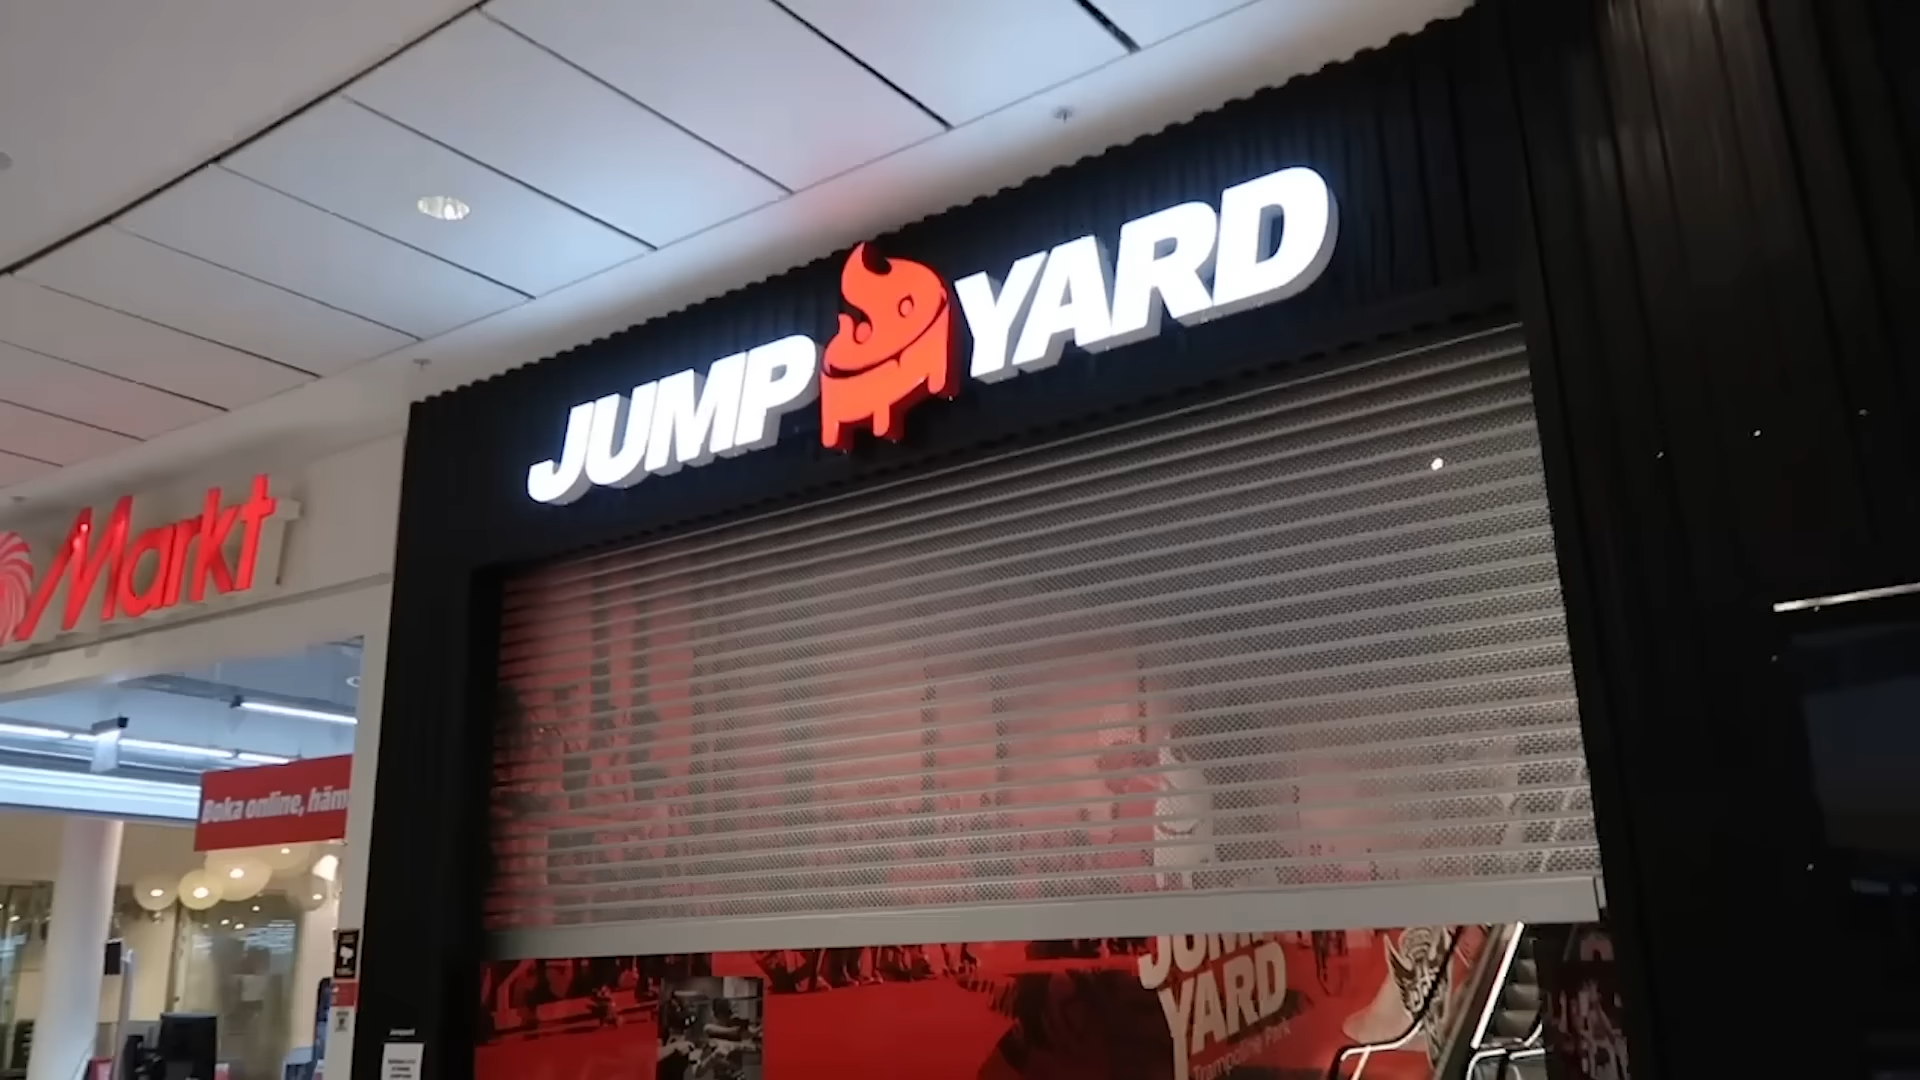 JUMP YARD
Markt
Boka online, häm
JUMP
YARD
Trampoline Park